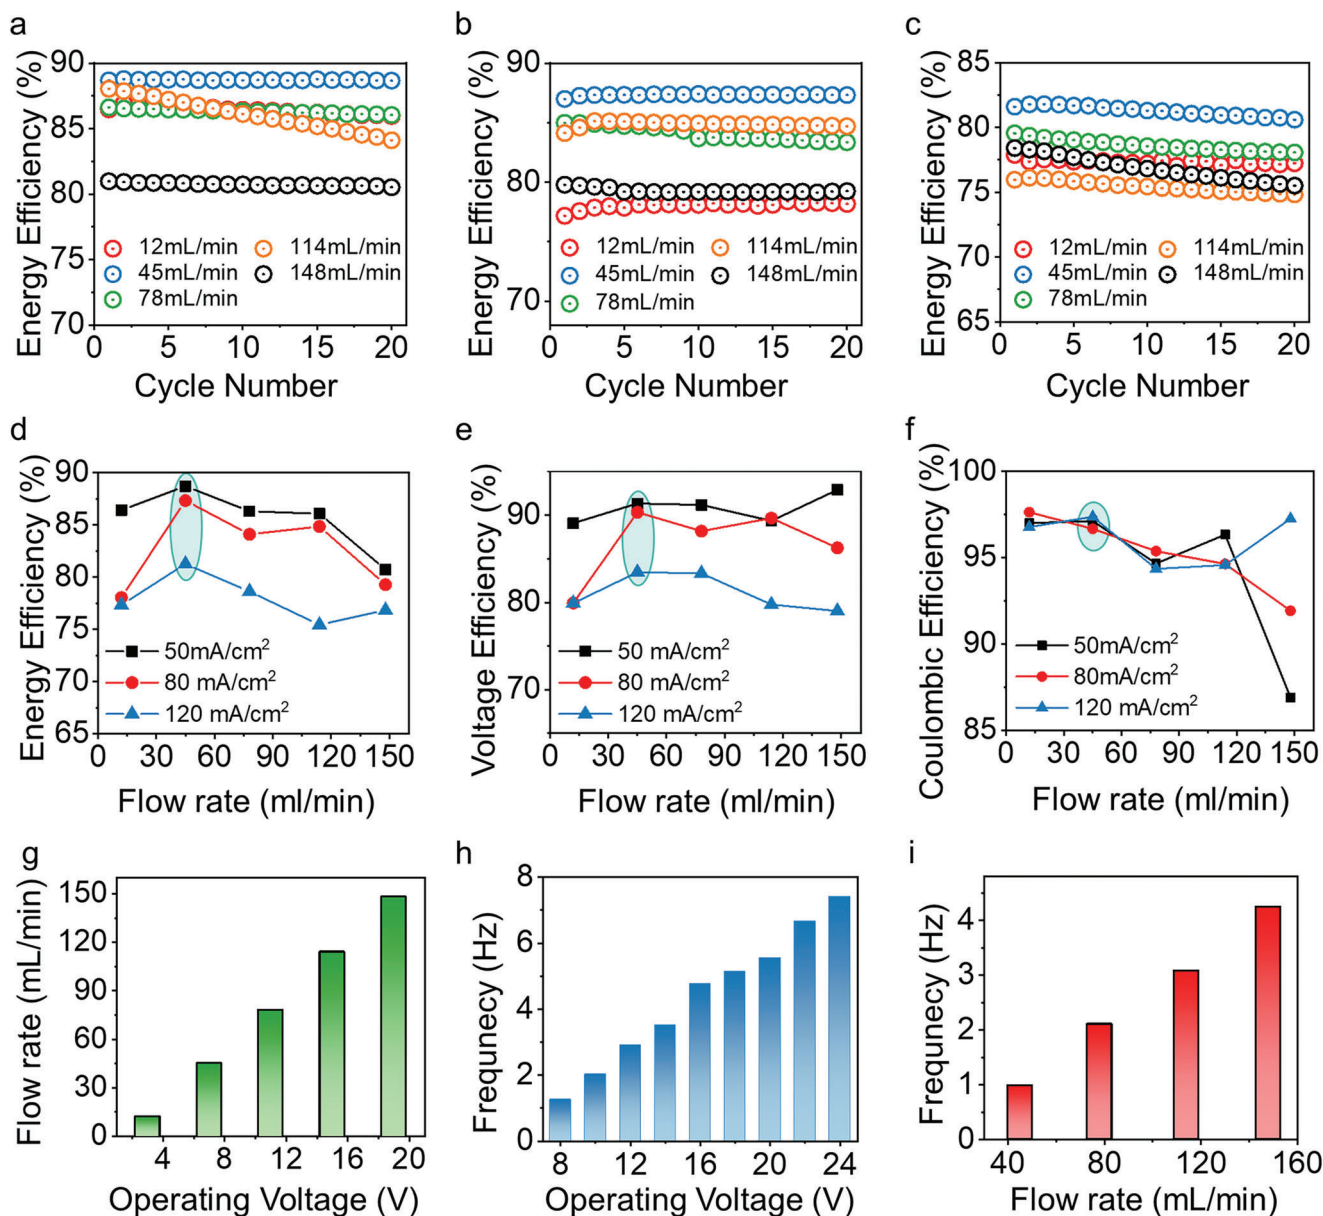 a
90
85
80
75
70
Energy Efficiency (%)
12mL/min
114mL/min
45mL/min
148mL/min
78mL/min
0
5
10
15
20
Cycle Number
b
90
80
70
Energy Efficiency (%)
12mL/min
114mL/min
45mL/min
148mL/min
78mL/min
0
5
10
15
20
Cycle Number
c
85
80
75
70
65
Energy Efficiency (%)
12mL/min
114mL/min
45mL/min
148mL/min
78mL/min
0
5
10
15
20
Cycle Number
d
90
85
80
75
70
65
Energy Efficiency (%)
50mA/cm²
80 mA/cm²
120 mA/cm²
0
30
60
90
120
150
Flow rate (ml/min)
e
90
80
70
Voltage Efficiency (%)
50 mA/cm²
80 mA/cm²
120 mA/cm²
0
30
60
90
120
150
Flow rate (ml/min)
f
100
95
90
85
Coulombic Efficiency (%)
50mA/cm²
80mA/cm²
120 mA/cm²
0
30
60
90
120
150
Flow rate (ml/min)
g
150
120
90
60
30
0
Flow rate (mL/min)
4
8
12
16
20
Operating Voltage (V)
h
8
6
4
2
0
Frequnecy (Hz)
8
12
16
20
24
Operating Voltage (V)
i
4
3
2
1
0
Frequnecy (Hz)
40
80
120
160
Flow rate (mL/min)